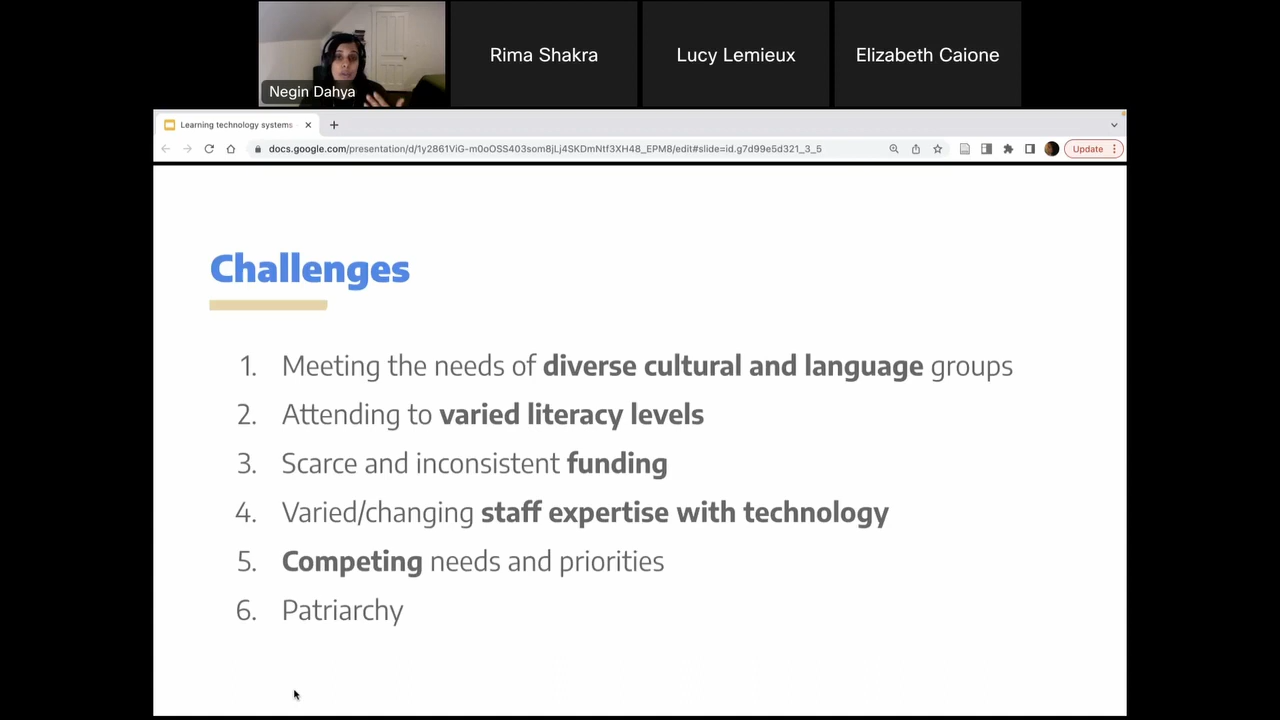 Negin Dahya
Rima Shakra
Lucy Lemieux
Elizabeth Caione
Learning technology systems
docs.google.com/presentation/d/1y2861ViG-m0oOSS403som8jLj4SKDmNtf3XH48_EPM8/edit#slide=id.g7d99e5d321_3_5
Update
Challenges
1. Meeting the needs of diverse cultural and language groups
2. Attending to varied literacy levels
3. Scarce and inconsistent funding
4. Varied/changing staff expertise with technology
5. Competing needs and priorities
6. Patriarchy